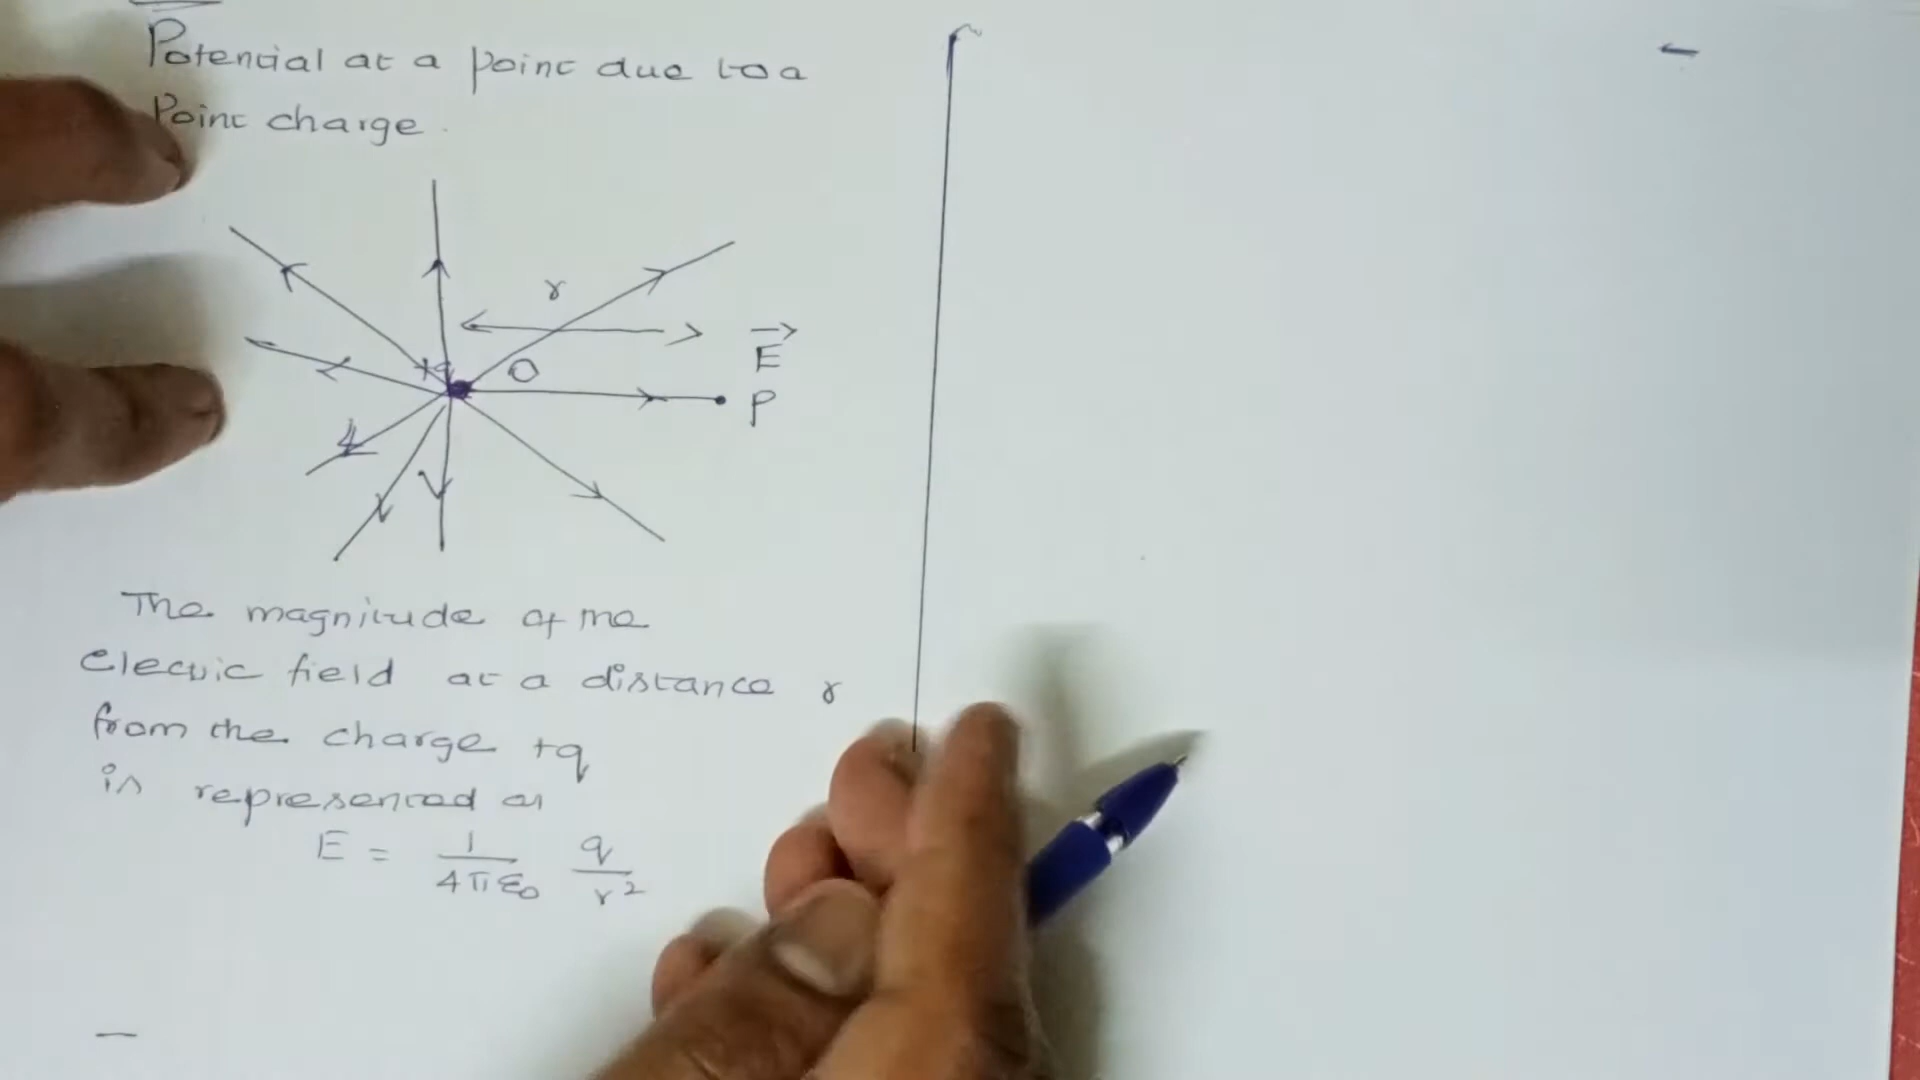 Potential at a point due to a
Point charge.
r
+q
O
E
P
The magnitude of the
electric field at a distance r
from the charge +q
is represented as
E = 1/4πε0 q/r²